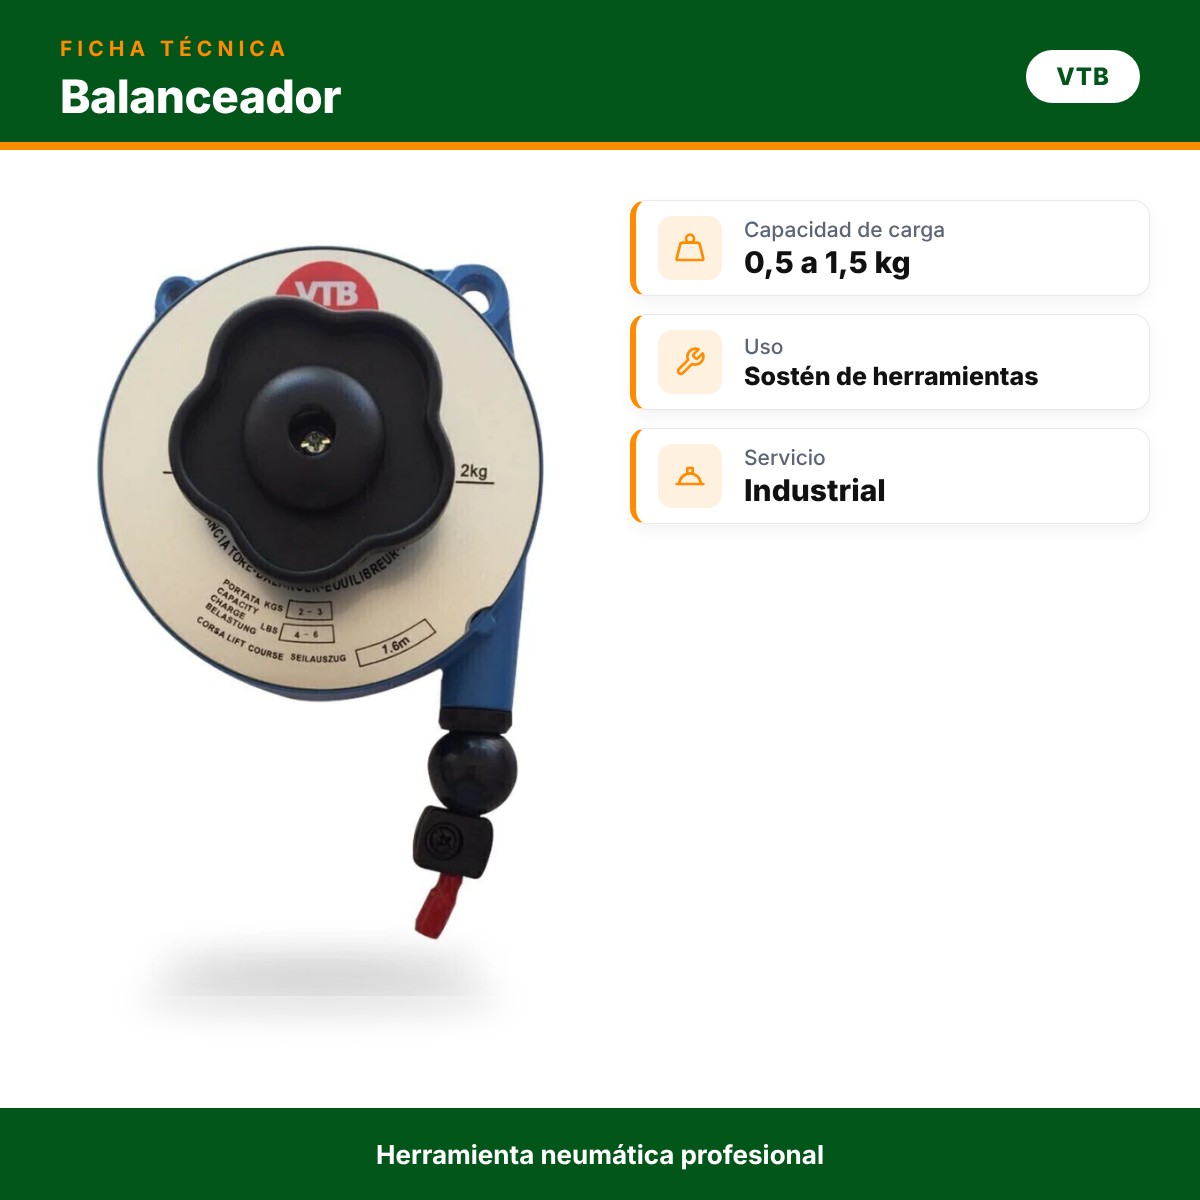 FICHA TÉCNICA
Balanceador
VTB
Capacidad de carga
0,5 a 1,5 kg
Uso
Sostén de herramientas
Servicio
Industrial
VTB
2kg
PORTATA KGS 2 - 3
CAPACITY
CHARGE LBS 4 - 6
BELASTUNG
CORSA LIFT COURSE SEILAUSZUG 1.6m
Herramienta neumática profesional